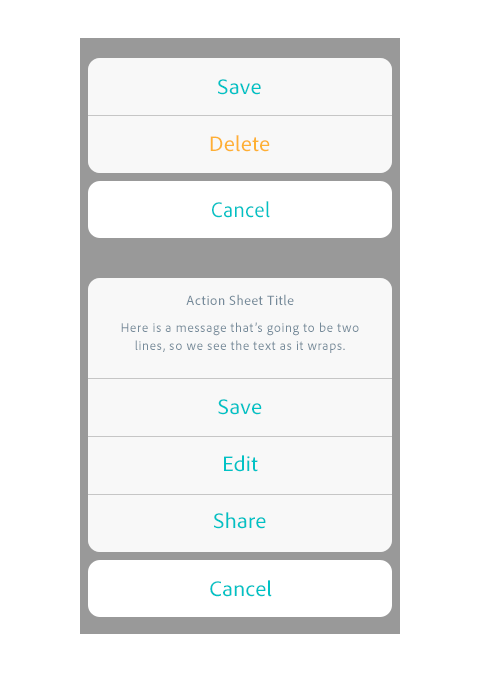 Save
Delete
Cancel
Action Sheet Title
Here is a message that's going to be two
lines, so we see the text as it wraps.
Save
Edit
Share
Cancel